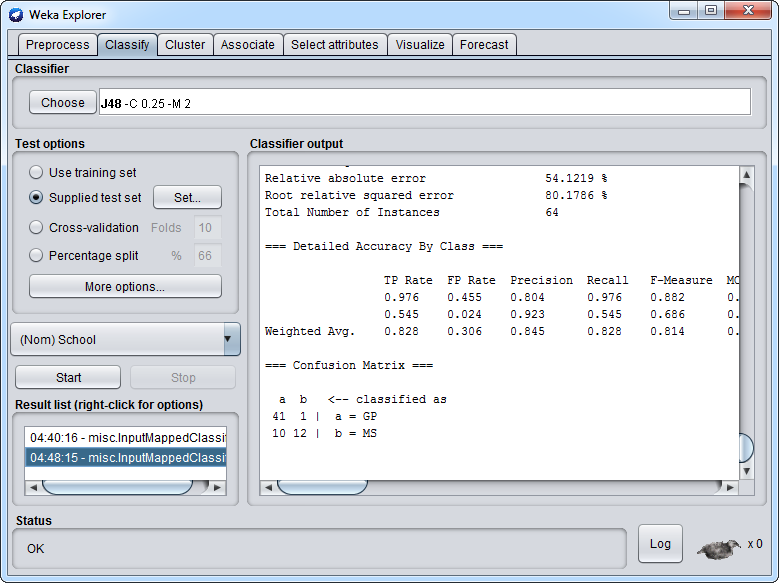 Weka Explorer
Preprocess Classify Cluster Associate Select attributes Visualize Forecast
Classifier
Choose J48 -C 0.25 -M 2
Test options
Use training set
Supplied test set Set...
Cross-validation Folds 10
Percentage split % 66
More options...
(Nom) School
Start Stop
Result list (right-click for options)
04:40:16 - misc.InputMappedClassi
04:48:15 - misc.InputMappedClassi
Classifier output
Relative absolute error 54.1219 %
Root relative squared error 80.1786 %
Total Number of Instances 64
=== Detailed Accuracy By Class ===
TP Rate FP Rate Precision Recall F-Measure MC
0.976 0.455 0.804 0.976 0.882 0.
0.545 0.024 0.923 0.545 0.686 0.
Weighted Avg. 0.828 0.306 0.845 0.828 0.814 0.
=== Confusion Matrix ===
a b <-- classified as
41 1 | a = GP
10 12 | b = MS
Status
OK
Log x 0